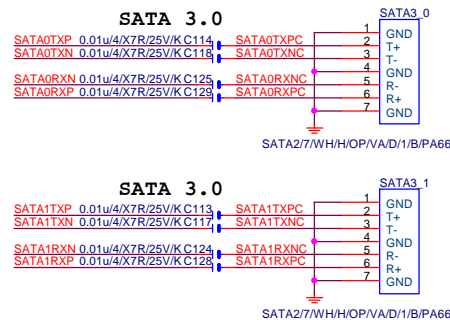 SATA 3.0
SATA3_0
SATA0TXP 0.01u/4/X7R/25V/K C114 SATA0TXPC 1 GND
SATA0TXN 0.01u/4/X7R/25V/K C118 SATA0TXNC 2 T+
3 T-
4 GND
SATA0RXN 0.01u/4/X7R/25V/K C125 SATA0RXNC 5 R-
SATA0RXP 0.01u/4/X7R/25V/K C129 SATA0RXPC 6 R+
7 GND
SATA2/7/WH/H/OP/VA/D/1/B/PA66
SATA 3.0
SATA3_1
SATA1TXP 0.01u/4/X7R/25V/K C113 SATA1TXPC 1 GND
SATA1TXN 0.01u/4/X7R/25V/K C117 SATA1TXNC 2 T+
3 T-
4 GND
SATA1RXN 0.01u/4/X7R/25V/K C124 SATA1RXNC 5 R-
SATA1RXP 0.01u/4/X7R/25V/K C128 SATA1RXPC 6 R+
7 GND
SATA2/7/WH/H/OP/VA/D/1/B/PA66